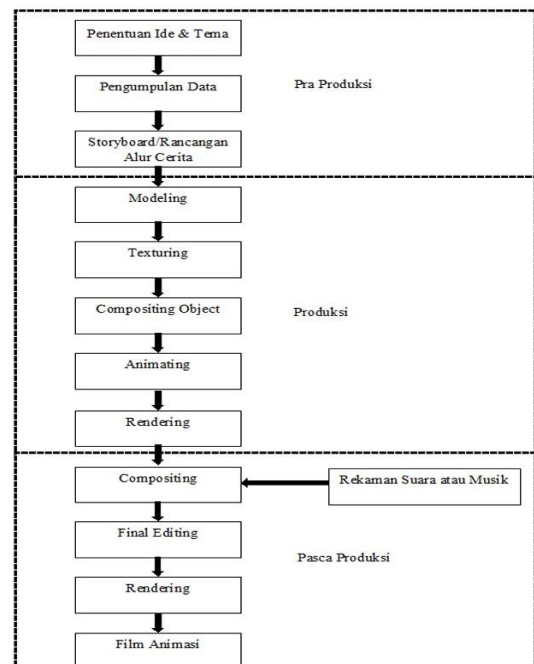 Penentuan Ide & Tema
Pengumpulan Data
Pra Produksi
Storyboard/Rancangan
Alur Cerita
Modeling
Texturing
Compositing Object
Produksi
Animating
Rendering
Compositing
Rekaman Suara atau Musik
Final Editing
Pasca Produksi
Rendering
Film Animasi